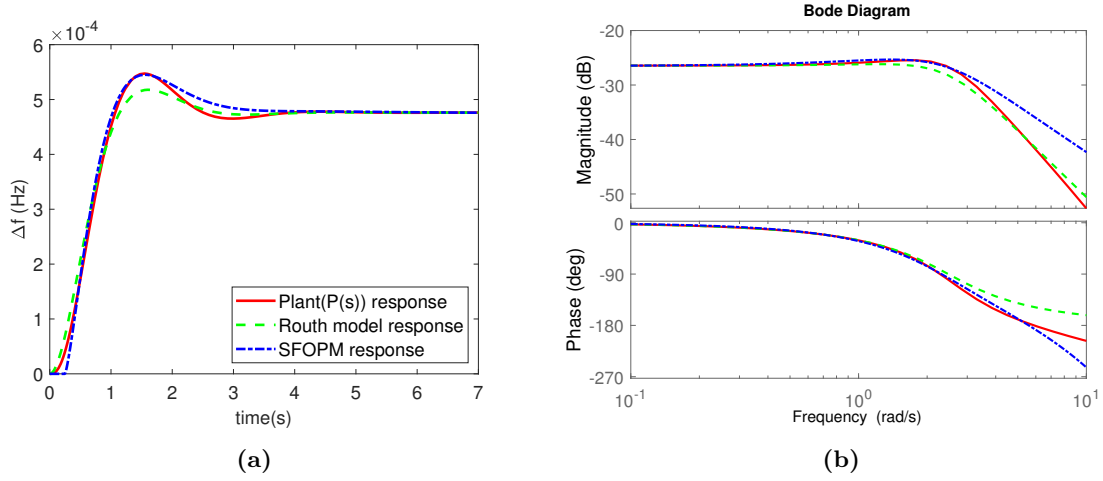 ×10⁻⁴
6
5
4
3
2
1
0
Δf (Hz)
Plant(P(s)) response
Routh model response
SFOPM response
0 1 2 3 4 5 6 7
time(s)
(a)
Bode Diagram
-20
-30
-40
-50
Magnitude (dB)
0
-90
-180
-270
Phase (deg)
10⁻¹ 10⁰ 10¹
Frequency (rad/s)
(b)